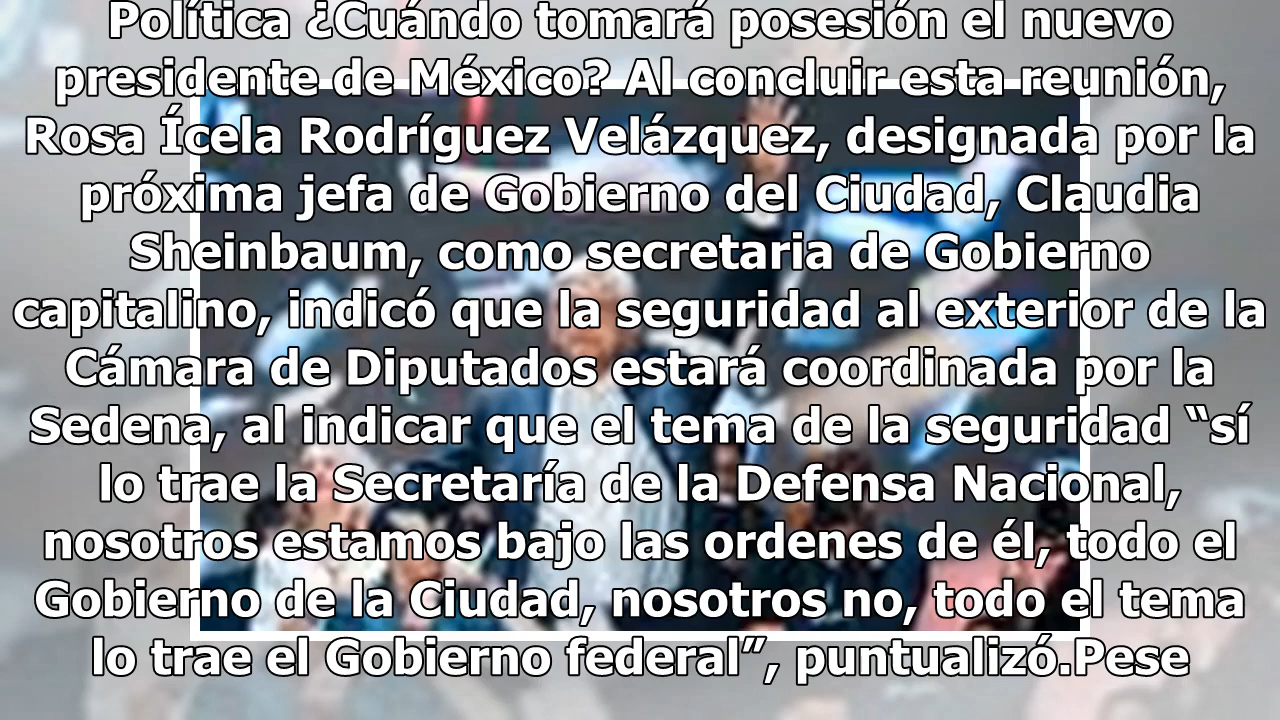 Política ¿Cuándo tomará posesión el nuevo
presidente de México? Al concluir esta reunión,
Rosa Ícela Rodríguez Velázquez, designada por la
próxima jefa de Gobierno del Ciudad, Claudia
Sheinbaum, como secretaria de Gobierno
capitalino, indicó que la seguridad al exterior de la
Cámara de Diputados estará coordinada por la
Sedena, al indicar que el tema de la seguridad “sí
lo trae la Secretaría de la Defensa Nacional,
nosotros estamos bajo las ordenes de él, todo el
Gobierno de la Ciudad, nosotros no, todo el tema
lo trae el Gobierno federal”, puntualizó.Pese